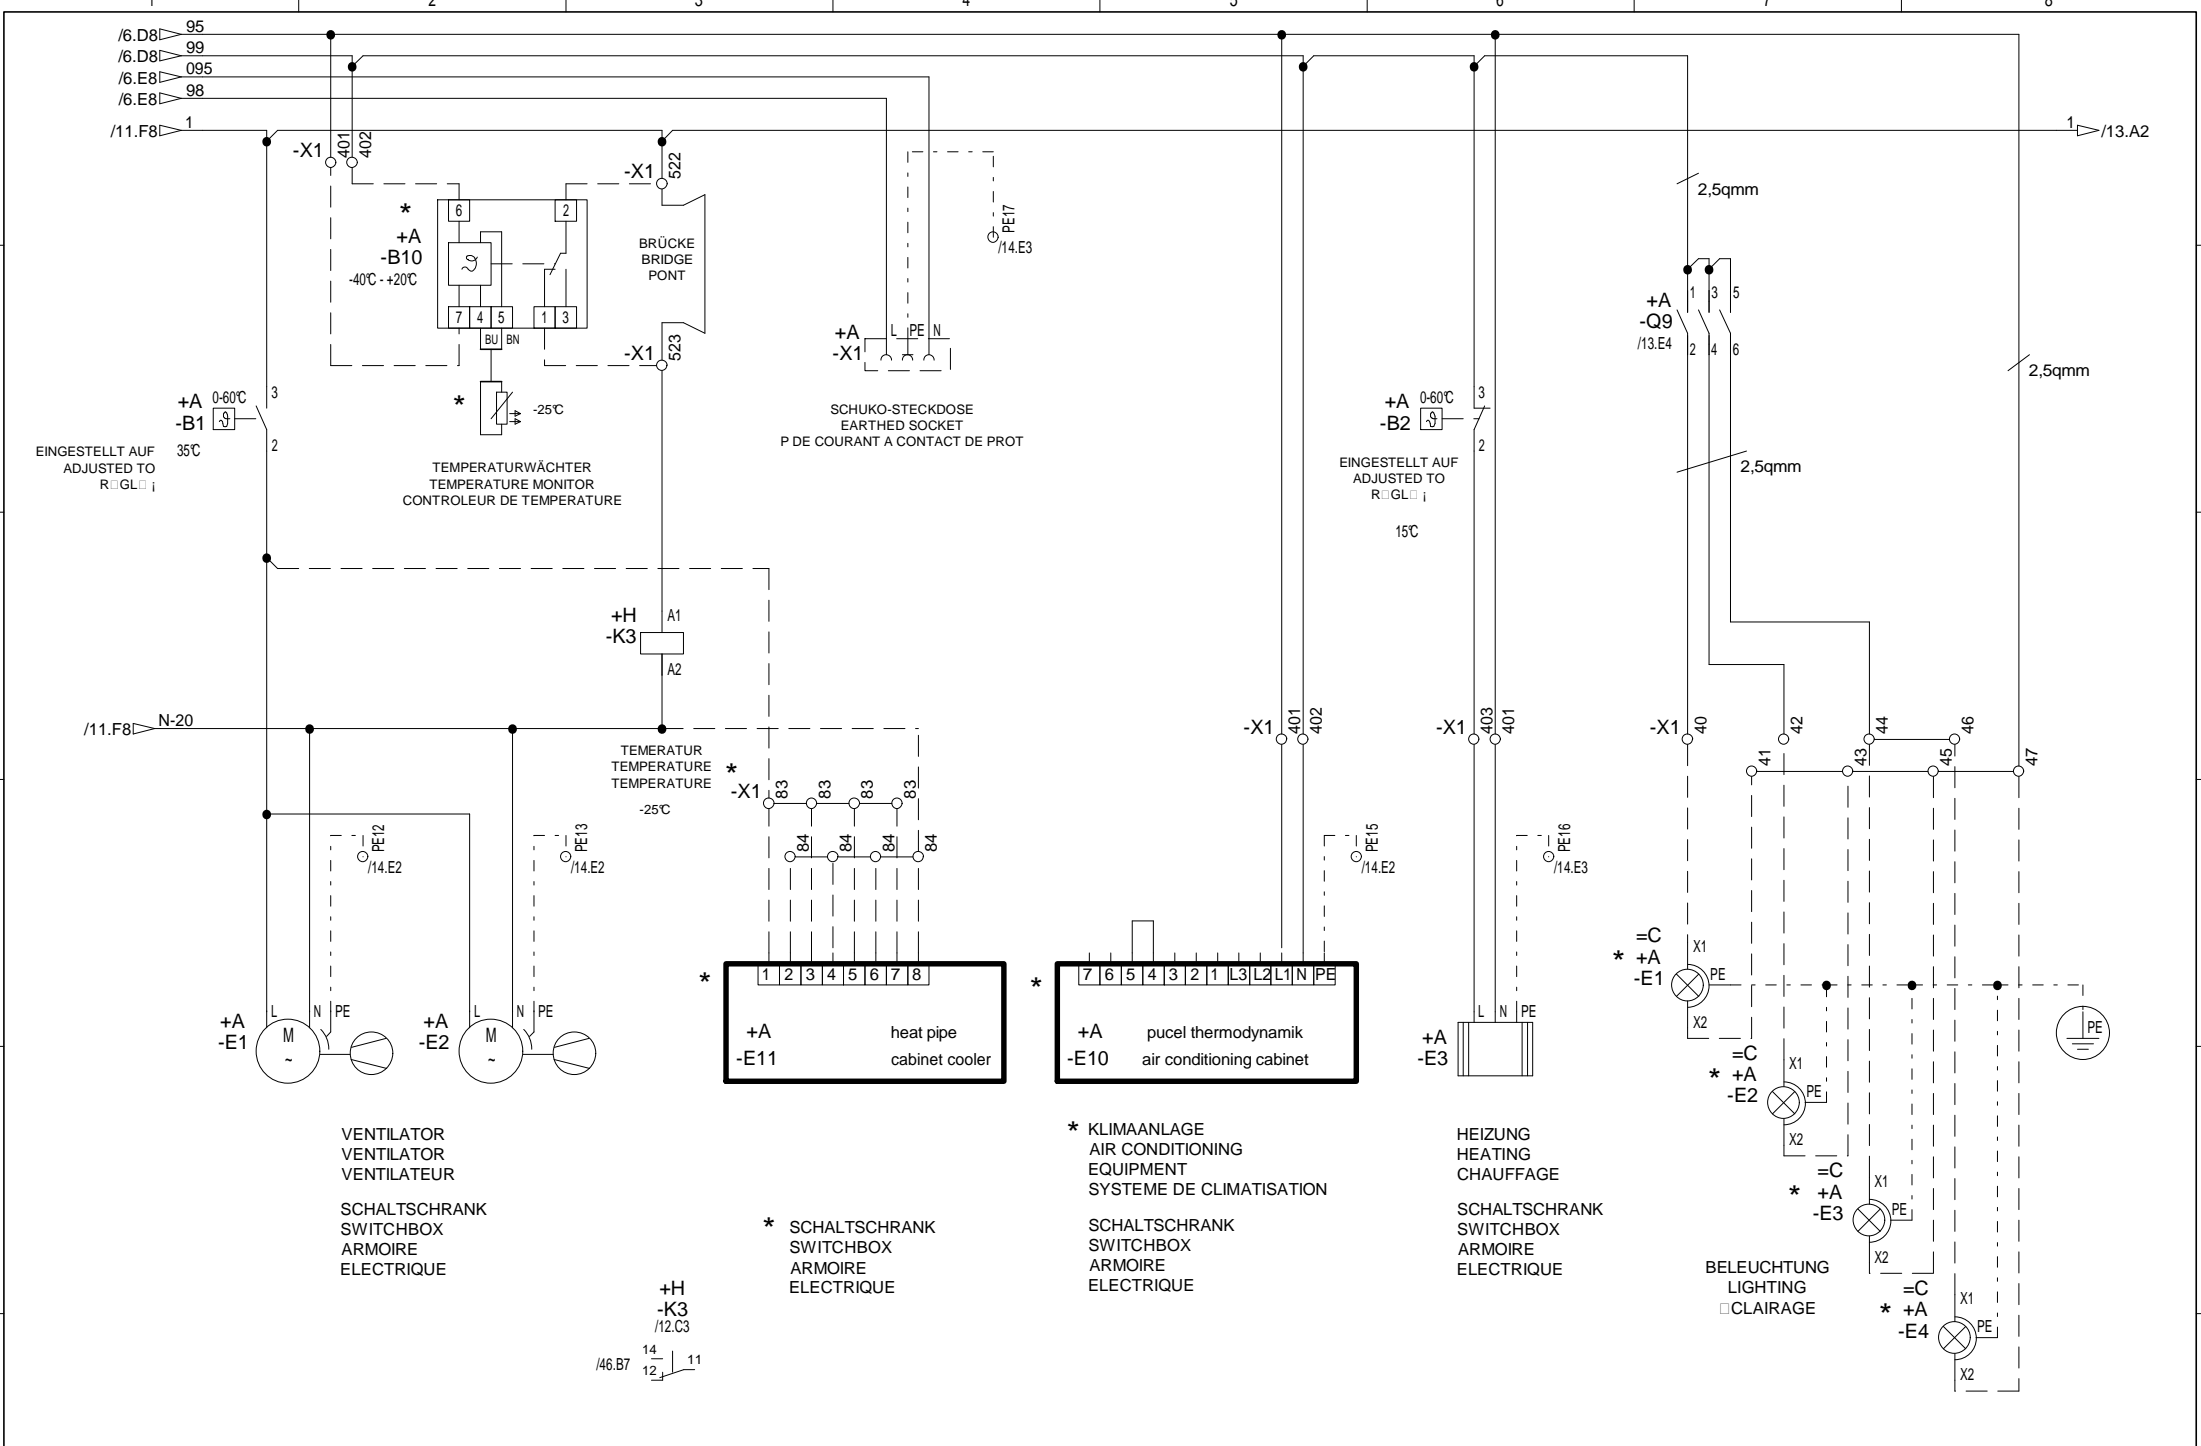 1 2 3 4 5 6 7 8
/6.D8 95
/6.D8 99
/6.E8 095
/6.E8 98
/11.F8 1
1 /13.A2
-X1 401 402
-X1 522
*
+A
-B10
-40°C - +20°C
6 2
7 4 5 1 3
BU BN
BRÜCKE
BRIDGE
PONT
-X1 523
*
-25°C
TEMPERATURWÄCHTER
TEMPERATURE MONITOR
CONTROLEUR DE TEMPERATURE
+A
-B1
0-60°C
3
2
EINGESTELLT AUF
ADJUSTED TO
R□GL□ ¡
35°C
PE17
/14.E3
+A
-X1
L PE N
SCHUKO-STECKDOSE
EARTHED SOCKET
P DE COURANT A CONTACT DE PROT
+A
-B2
0-60°C
3
2
EINGESTELLT AUF
ADJUSTED TO
R□GL□ ¡
15°C
2,5qmm
+A
-Q9
/13.E4
1 3 5
2 4 6
2,5qmm
2,5qmm
+H
-K3
A1
A2
/11.F8 N-20
TEMERATUR
TEMPERATURE
TEMPERATURE
-25°C
*
-X1 83 83 83 83
84 84 84 84
-X1 401 402
-X1 403 401
-X1 40 42 44 46
41 43 45 47
PE12
/14.E2
PE13
/14.E2
PE15
/14.E2
PE16
/14.E3
+A
-E1
L N PE
M
~
+A
-E2
L N PE
M
~
*
1 2 3 4 5 6 7 8
+A heat pipe
-E11 cabinet cooler
*
7 6 5 4 3 2 1 L3 L2 L1 N PE
+A pucel thermodynamik
-E10 air conditioning cabinet
+A
-E3
L N PE
=C
* +A
-E1
X1
PE
X2
=C
* +A
-E2
X1
PE
X2
=C
* +A
-E3
X1
PE
X2
=C
* +A
-E4
X1
PE
X2
PE
VENTILATOR
VENTILATOR
VENTILATEUR
SCHALTSCHRANK
SWITCHBOX
ARMOIRE
ELECTRIQUE
* SCHALTSCHRANK
SWITCHBOX
ARMOIRE
ELECTRIQUE
* KLIMAANLAGE
AIR CONDITIONING
EQUIPMENT
SYSTEME DE CLIMATISATION
SCHALTSCHRANK
SWITCHBOX
ARMOIRE
ELECTRIQUE
HEIZUNG
HEATING
CHAUFFAGE
SCHALTSCHRANK
SWITCHBOX
ARMOIRE
ELECTRIQUE
BELEUCHTUNG
LIGHTING
□CLAIRAGE
+H
-K3
/12.C3
/46.B7 14 11
12